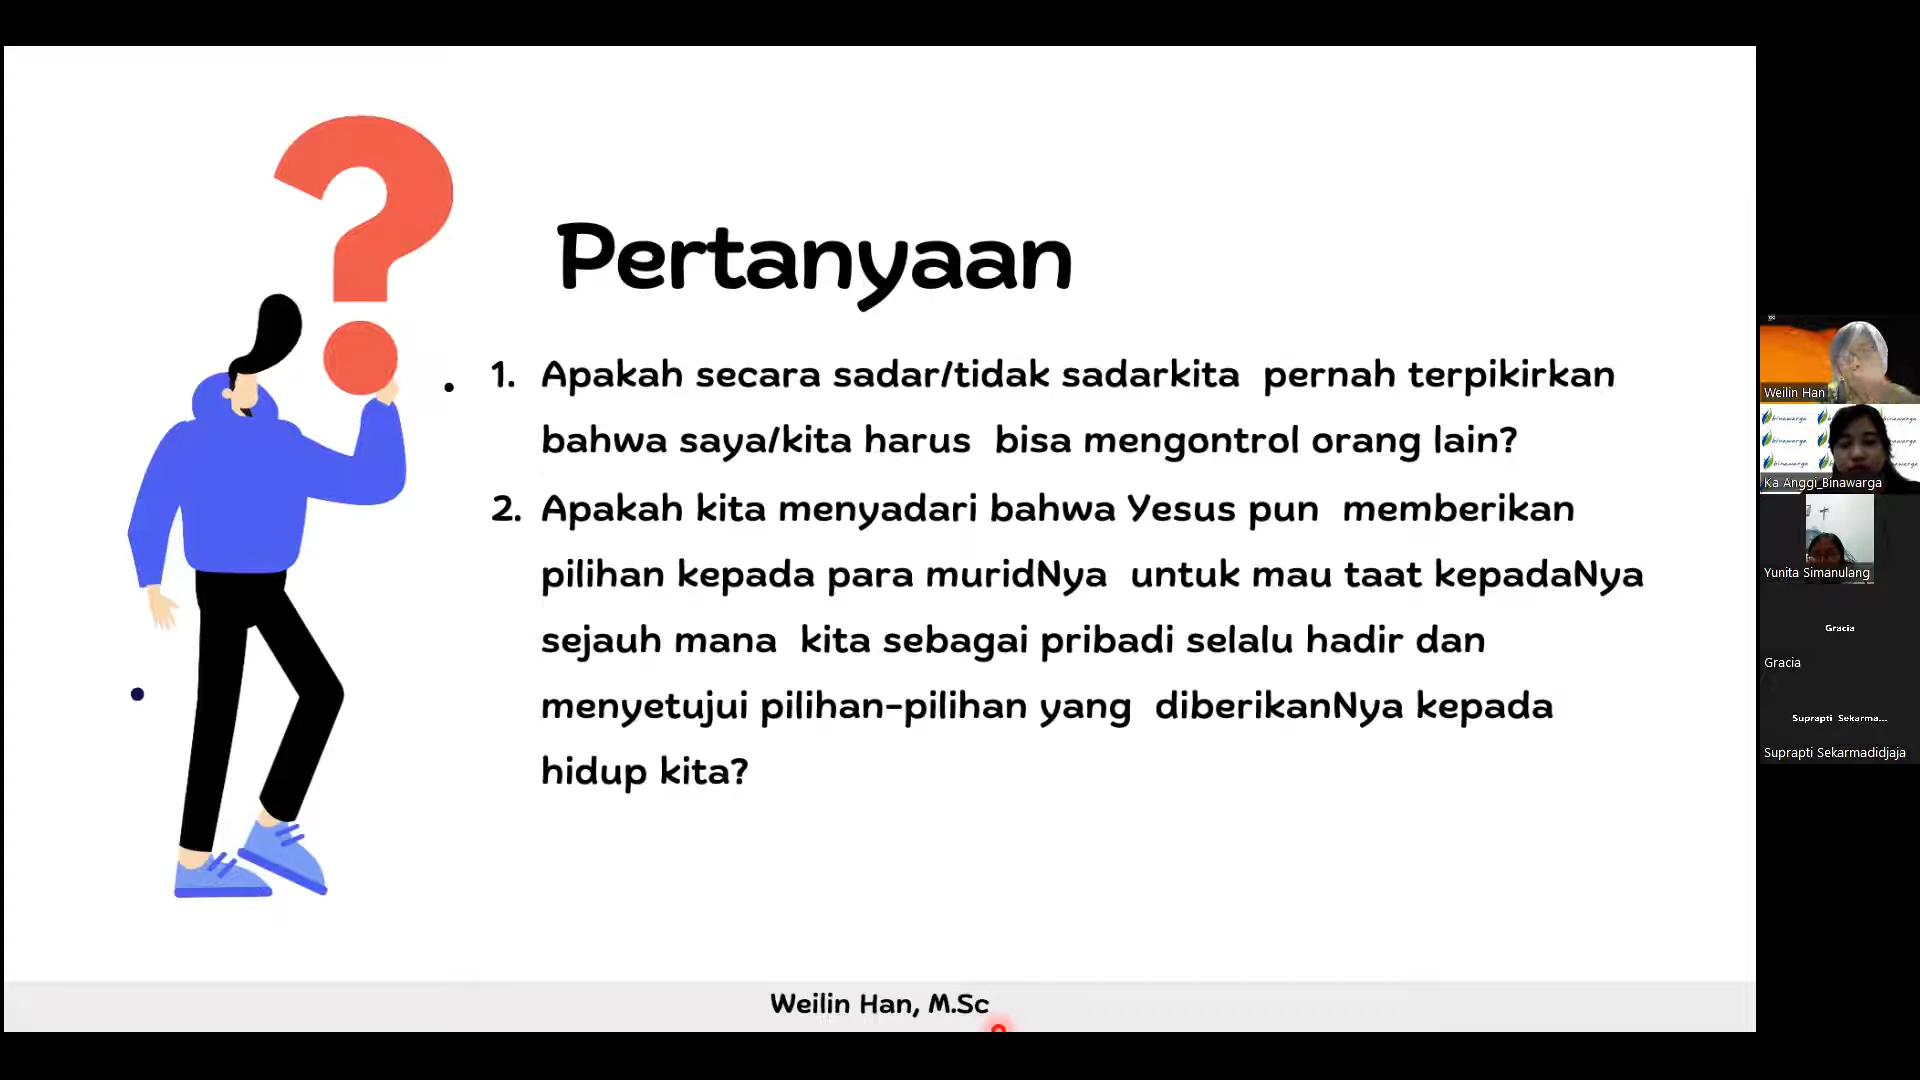 Pertanyaan
1. Apakah secara sadar/tidak sadarkita pernah terpikirkan
bahwa saya/kita harus bisa mengontrol orang lain?
2. Apakah kita menyadari bahwa Yesus pun memberikan
pilihan kepada para muridNya untuk mau taat kepadaNya
sejauh mana kita sebagai pribadi selalu hadir dan
menyetujui pilihan-pilihan yang diberikanNya kepada
hidup kita?
Weilin Han, M.Sc
Weilin Han
binawarga
binawarga
binawarga
Ka Anggi_Binawarga
Yunita Simanulang
Gracia
Gracia
Suprapti Sekarma...
Suprapti Sekarmadidjaja